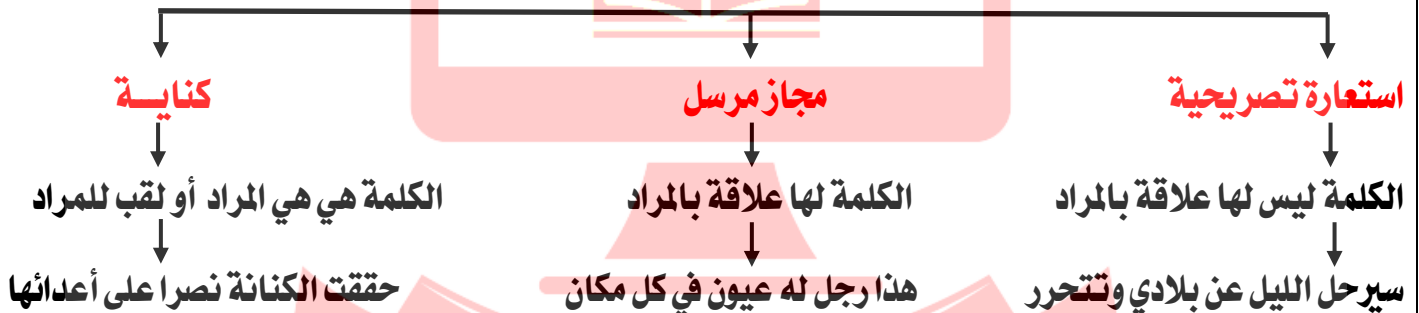 استعارة تصريحية مجاز مرسل كنايـــة
الكلمة ليس لها علاقة بالمراد الكلمة لها علاقة بالمراد الكلمة هي هي المراد أو لقب للمراد
سيرحل الليل عن بلادي وتتحرر هذا رجل له عيون في كل مكان حققت الكنانة نصرا على أعدائها